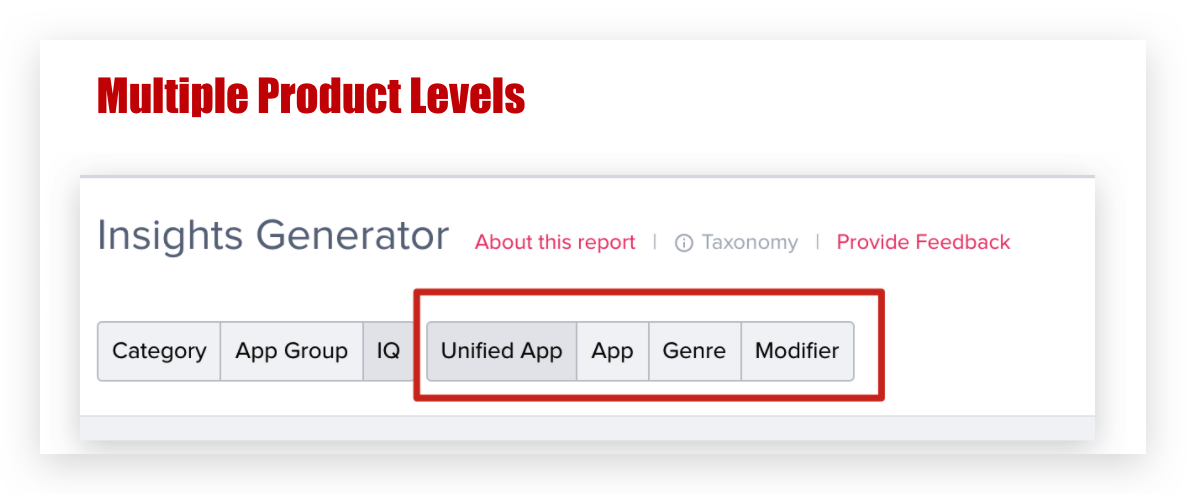 Multiple Product Levels
Insights Generator About this report | Taxonomy | Provide Feedback
Category App Group IQ Unified App App Genre Modifier